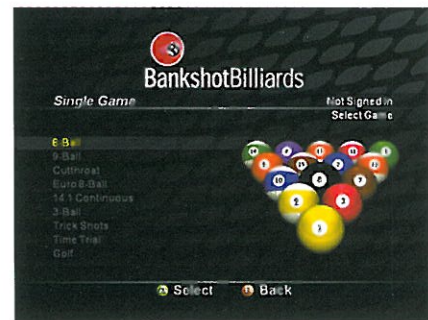 BankshotBilliards
Single Game
Not Signed In
Select Game
8-Ball
9-Ball
Cutthroat
Euro 8-Ball
14.1 Continuous
3-Ball
Trick Shots
Time Trial
Golf
Select Back